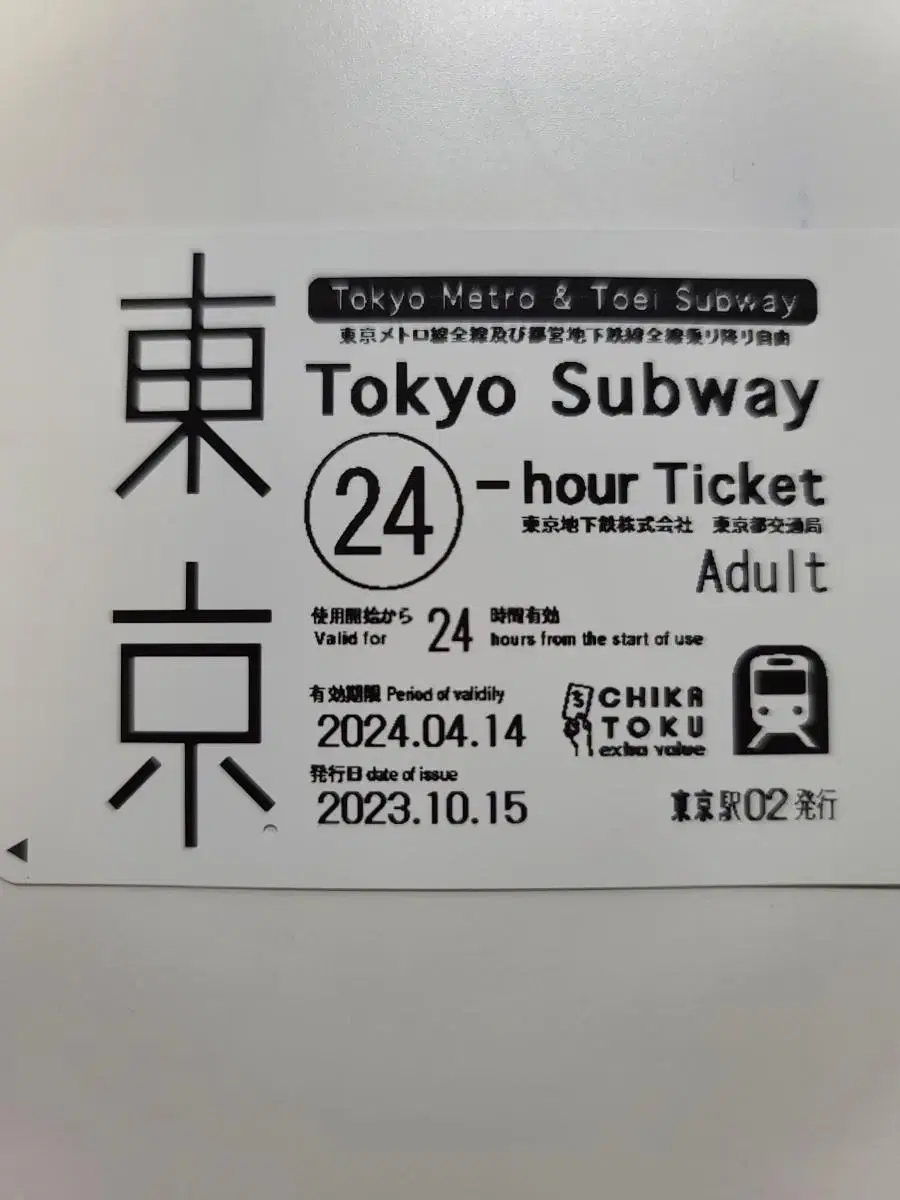 東京
Tokyo Metro & Toei Subway
東京メトロ線全線及び都営地下鉄線全線乗り降り自由
Tokyo Subway
24 -hour Ticket
東京地下鉄株式会社 東京都交通局
Adult
使用開始から 24 時間有効
Valid for hours from the start of use
有効期限 Period of validity
2024.04.14
CHIKA
TOKU
extra value
発行日 date of issue
2023.10.15
東京駅02発行